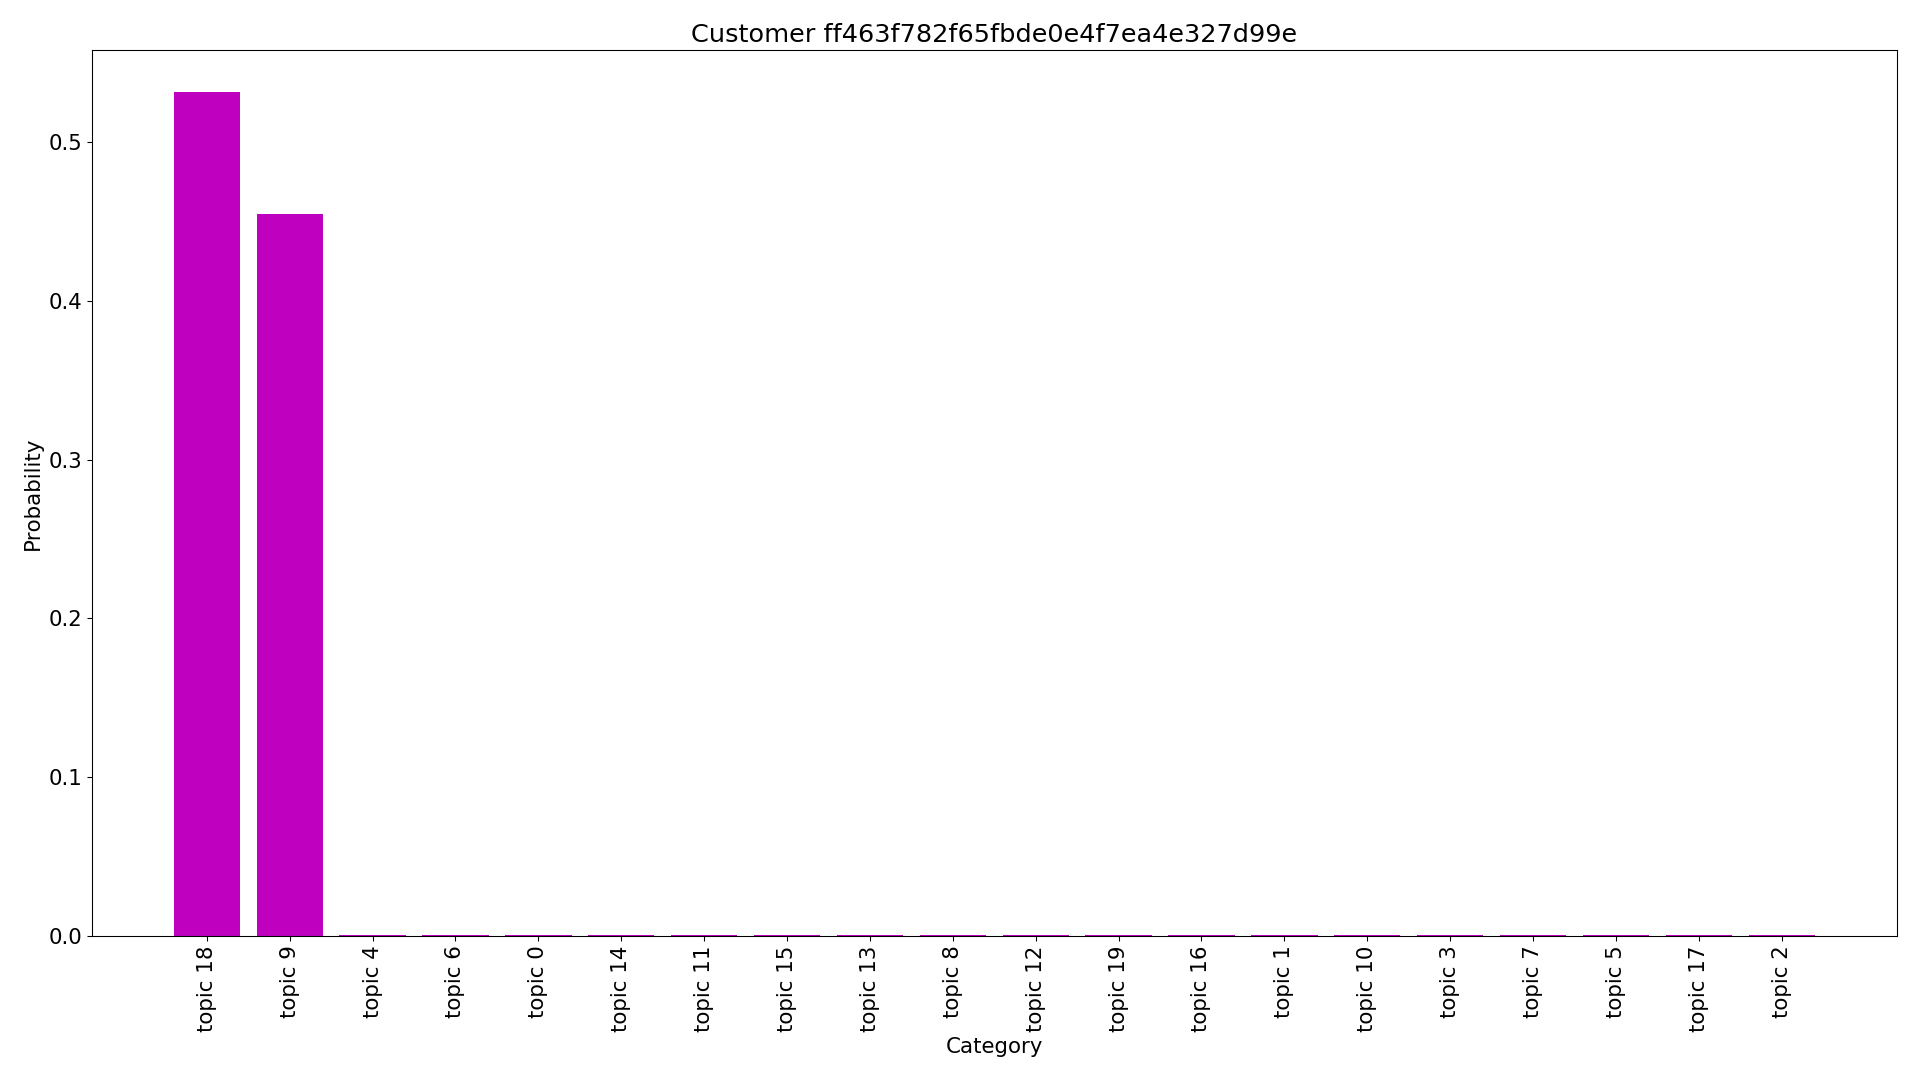 Customer ff463f782f65fbde0e4f7ea4e327d99e
Probability
0.5
0.4
0.3
0.2
0.1
0.0
topic 18
topic 9
topic 4
topic 6
topic 0
topic 14
topic 11
topic 15
topic 13
topic 8
topic 12
topic 19
topic 16
topic 1
topic 10
topic 3
topic 7
topic 5
topic 17
topic 2
Category